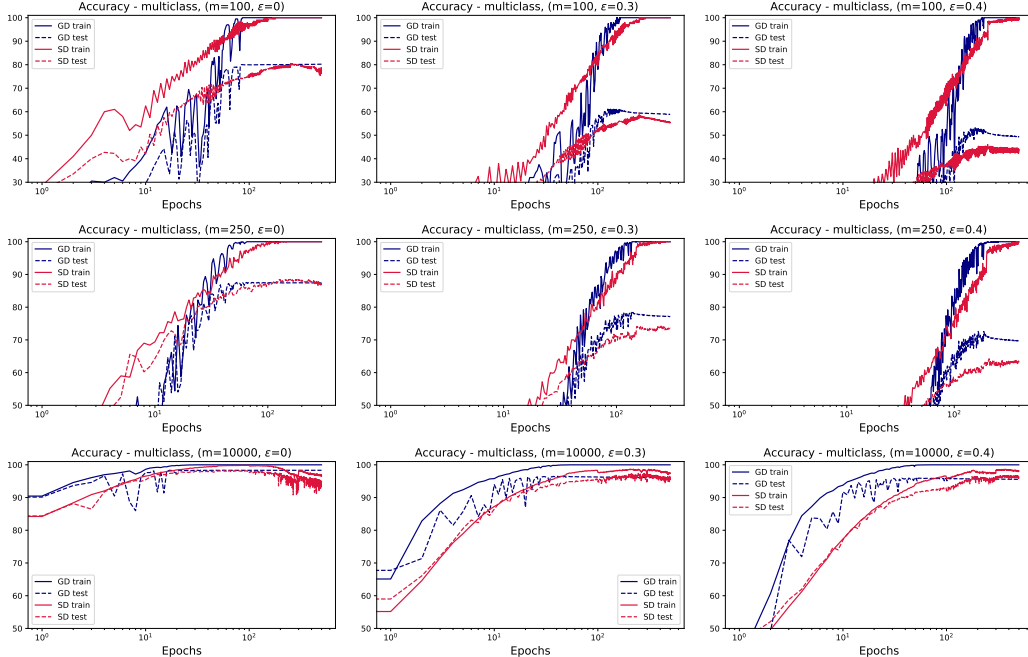 Accuracy - multiclass, (m=100, ε=0)
100
90
80
70
60
50
40
30
GD train
GD test
SD train
SD test
10⁰
10¹
10²
Epochs
Accuracy - multiclass, (m=100, ε=0.3)
100
90
80
70
60
50
40
30
GD train
GD test
SD train
SD test
10⁰
10¹
10²
Epochs
Accuracy - multiclass, (m=100, ε=0.4)
100
90
80
70
60
50
40
30
GD train
GD test
SD train
SD test
10⁰
10¹
10²
Epochs
Accuracy - multiclass, (m=250, ε=0)
100
90
80
70
60
50
GD train
GD test
SD train
SD test
10⁰
10¹
10²
Epochs
Accuracy - multiclass, (m=250, ε=0.3)
100
90
80
70
60
50
GD train
GD test
SD train
SD test
10⁰
10¹
10²
Epochs
Accuracy - multiclass, (m=250, ε=0.4)
100
90
80
70
60
50
GD train
GD test
SD train
SD test
10⁰
10¹
10²
Epochs
Accuracy - multiclass, (m=10000, ε=0)
100
90
80
70
60
50
GD train
GD test
SD train
SD test
10⁰
10¹
10²
Epochs
Accuracy - multiclass, (m=10000, ε=0.3)
100
90
80
70
60
50
GD train
GD test
SD train
SD test
10⁰
10¹
10²
Epochs
Accuracy - multiclass, (m=10000, ε=0.4)
100
90
80
70
60
50
GD train
GD test
SD train
SD test
10⁰
10¹
10²
Epochs